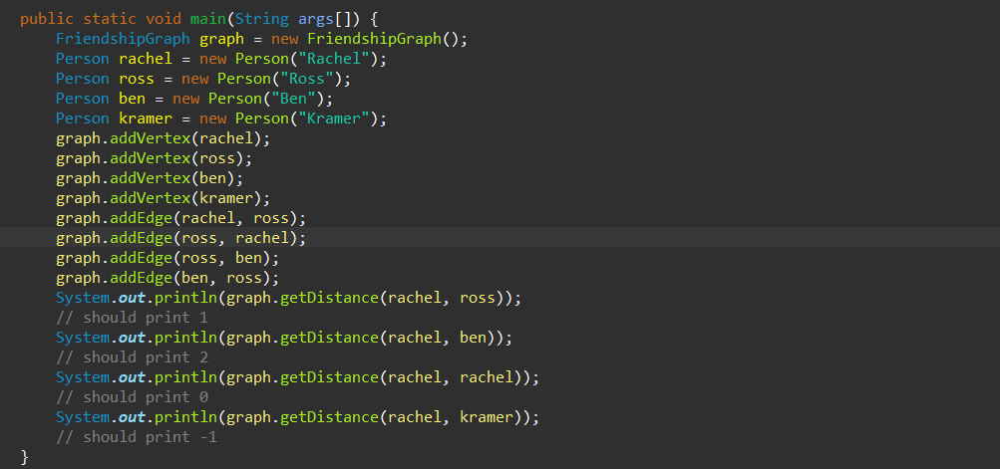 public static void main(String args[]) {
    FriendshipGraph graph = new FriendshipGraph();
    Person rachel = new Person("Rachel");
    Person ross = new Person("Ross");
    Person ben = new Person("Ben");
    Person kramer = new Person("Kramer");
    graph.addVertex(rachel);
    graph.addVertex(ross);
    graph.addVertex(ben);
    graph.addVertex(kramer);
    graph.addEdge(rachel, ross);
    graph.addEdge(ross, rachel);
    graph.addEdge(ross, ben);
    graph.addEdge(ben, ross);
    System.out.println(graph.getDistance(rachel, ross));
    // should print 1
    System.out.println(graph.getDistance(rachel, ben));
    // should print 2
    System.out.println(graph.getDistance(rachel, rachel));
    // should print 0
    System.out.println(graph.getDistance(rachel, kramer));
    // should print -1
}